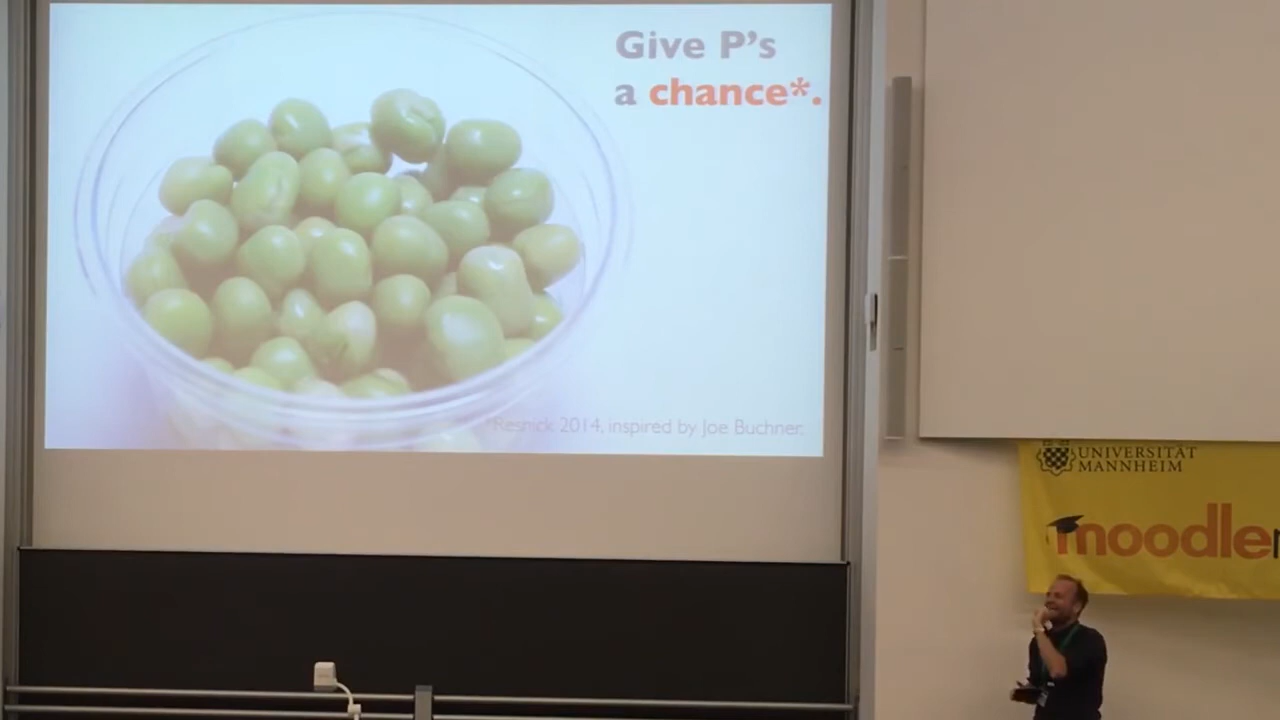 Give P's
a chance*.
*Resnick 2014, inspired by Joe Buchner.
UNIVERSITÄT
MANNHEIM
moodle